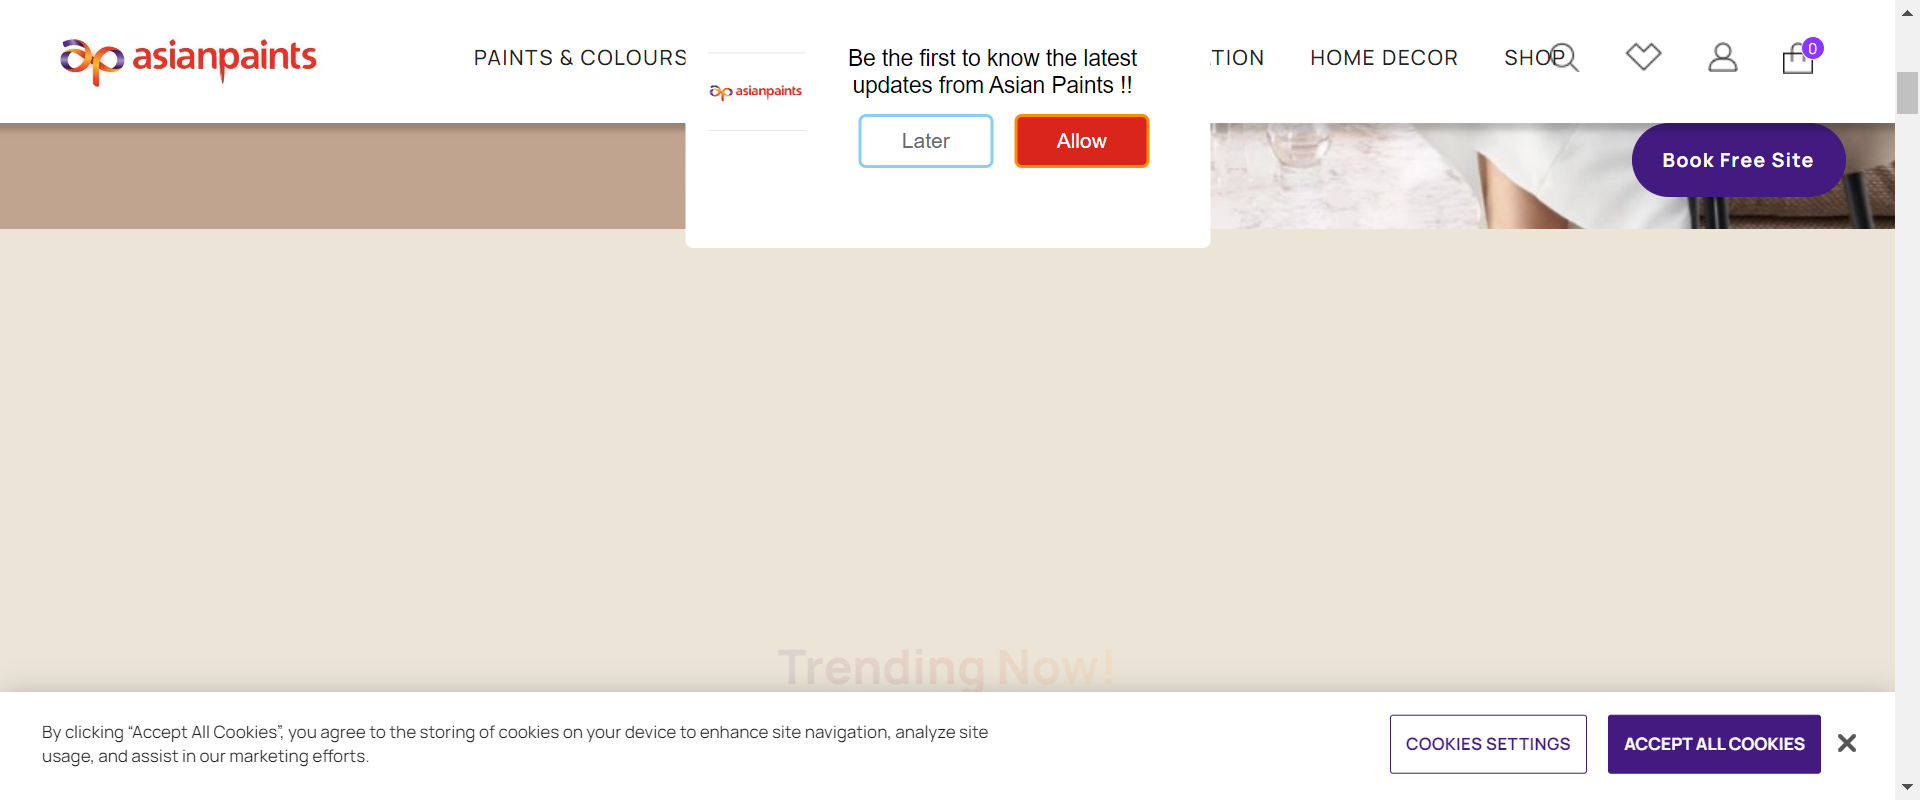 asianpaints
PAINTS & COLOURS
TION
HOME DECOR
SHOP
0
asianpaints
Be the first to know the latest
updates from Asian Paints !!
Later
Allow
Book Free Site
Trending Now!
By clicking “Accept All Cookies”, you agree to the storing of cookies on your device to enhance site navigation, analyze site
usage, and assist in our marketing efforts.
COOKIES SETTINGS
ACCEPT ALL COOKIES